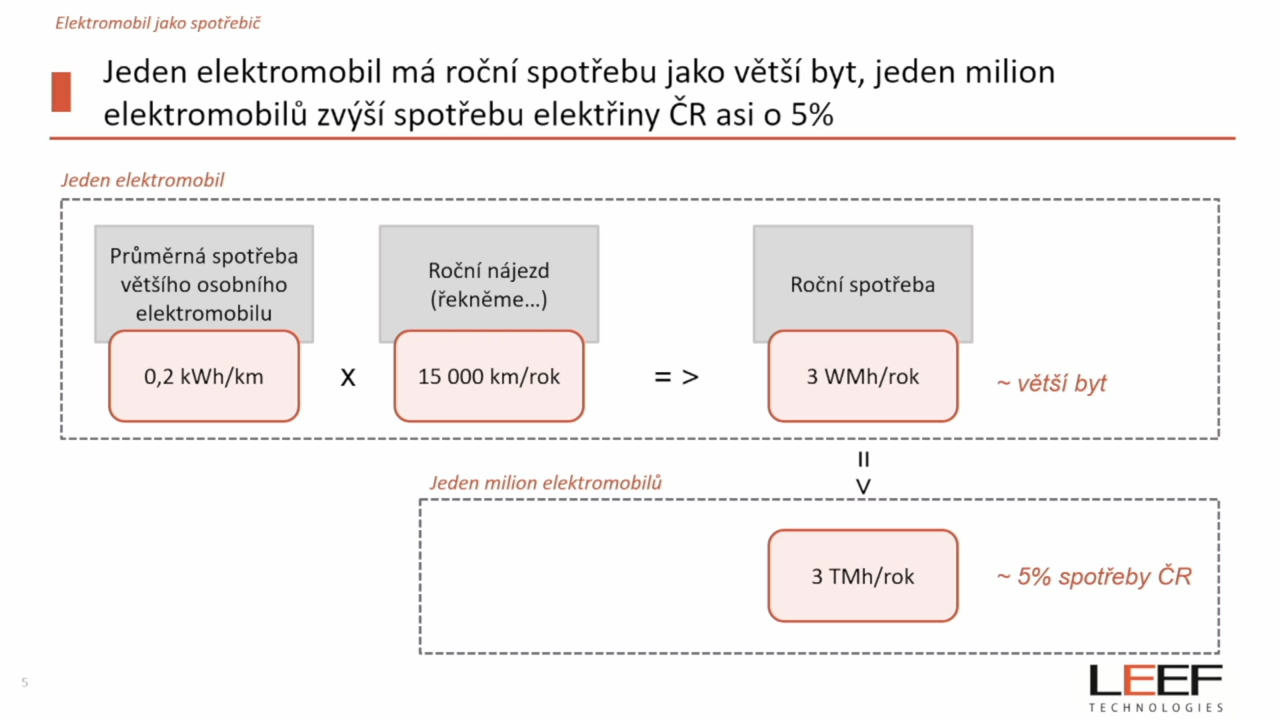 Elektromobil jako spotřebič
Jeden elektromobil má roční spotřebu jako větší byt, jeden milion
elektromobilů zvýší spotřebu elektřiny ČR asi o 5%
Jeden elektromobil
Průměrná spotřeba
většího osobního
elektromobilu
0,2 kWh/km
x
Roční nájezd
(řekněme...)
15 000 km/rok
= >
Roční spotřeba
3 WMh/rok
~ větší byt
= >
Jeden milion elektromobilů
3 TMh/rok
~ 5% spotřeby ČR
5
LEEF
TECHNOLOGIES